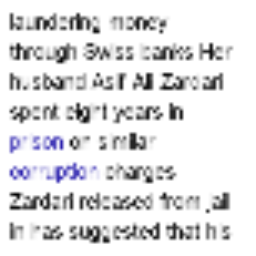 laundering money
through Swiss banks Her
husband Asif Ali Zardari
spent eight years in
prison on similar
corruption charges
Zardari released from jail
in has suggested that his